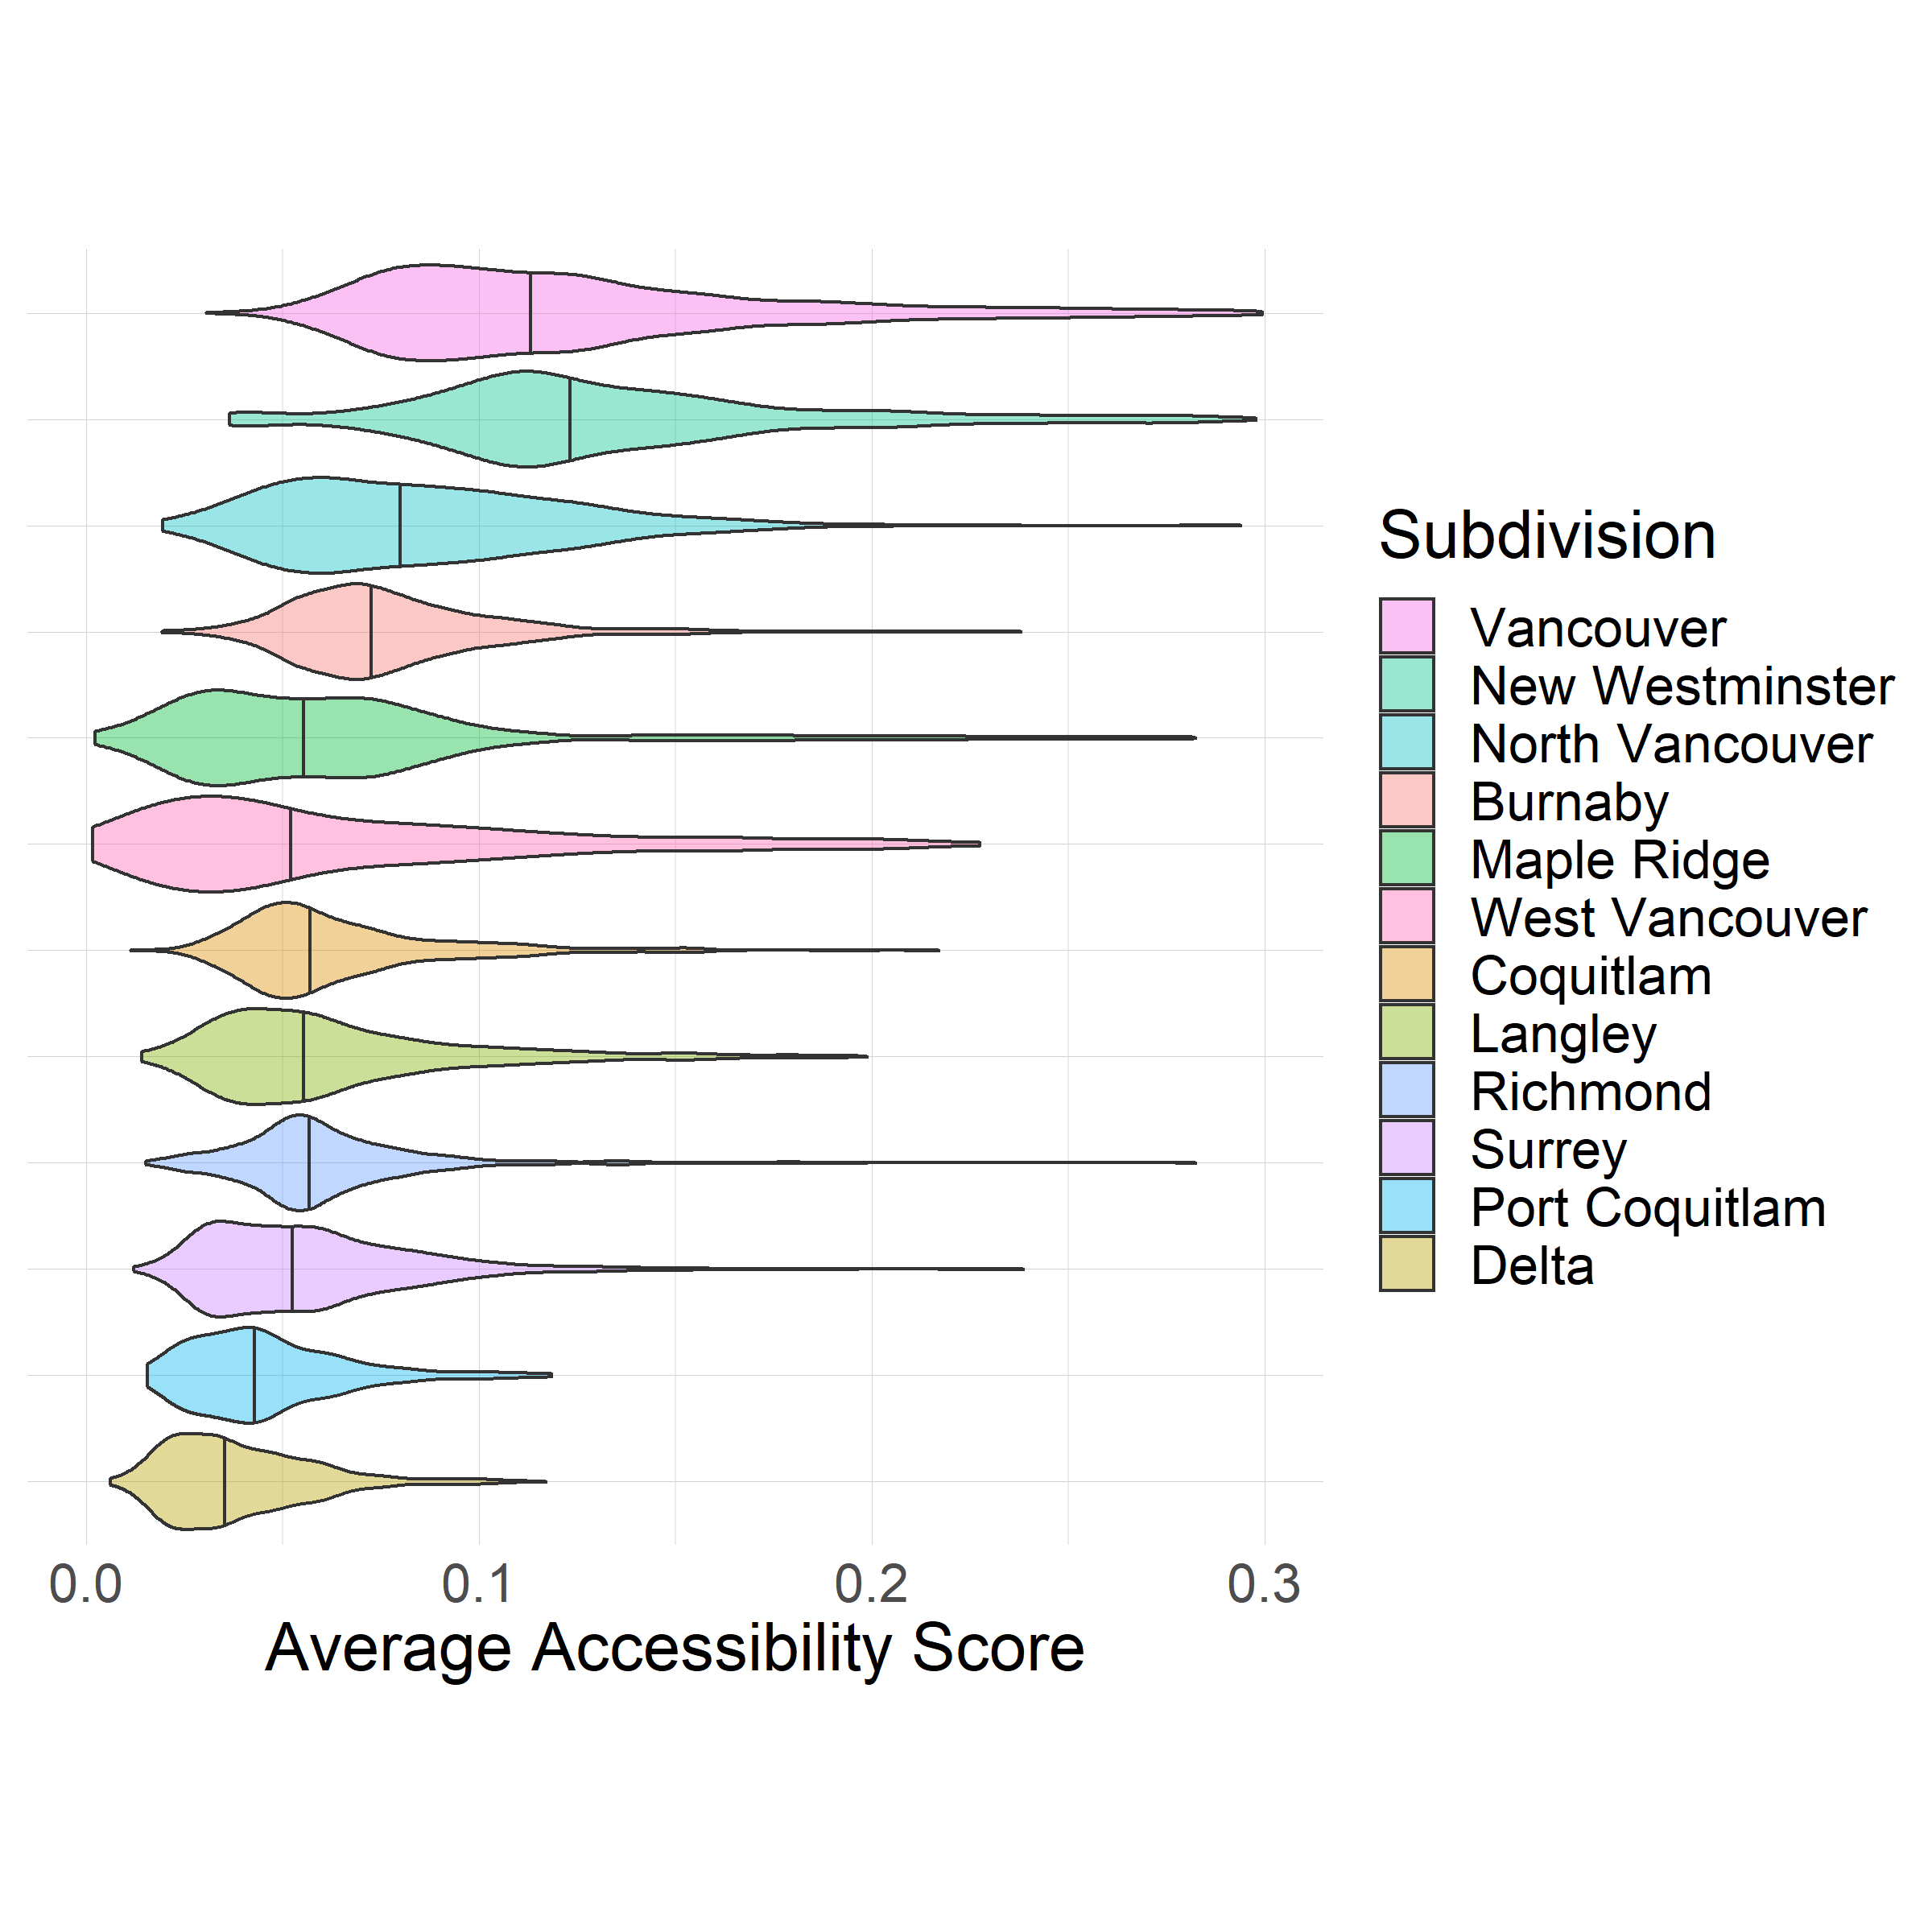 Subdivision
Vancouver
New Westminster
North Vancouver
Burnaby
Maple Ridge
West Vancouver
Coquitlam
Langley
Richmond
Surrey
Port Coquitlam
Delta
0.0 0.1 0.2 0.3
Average Accessibility Score